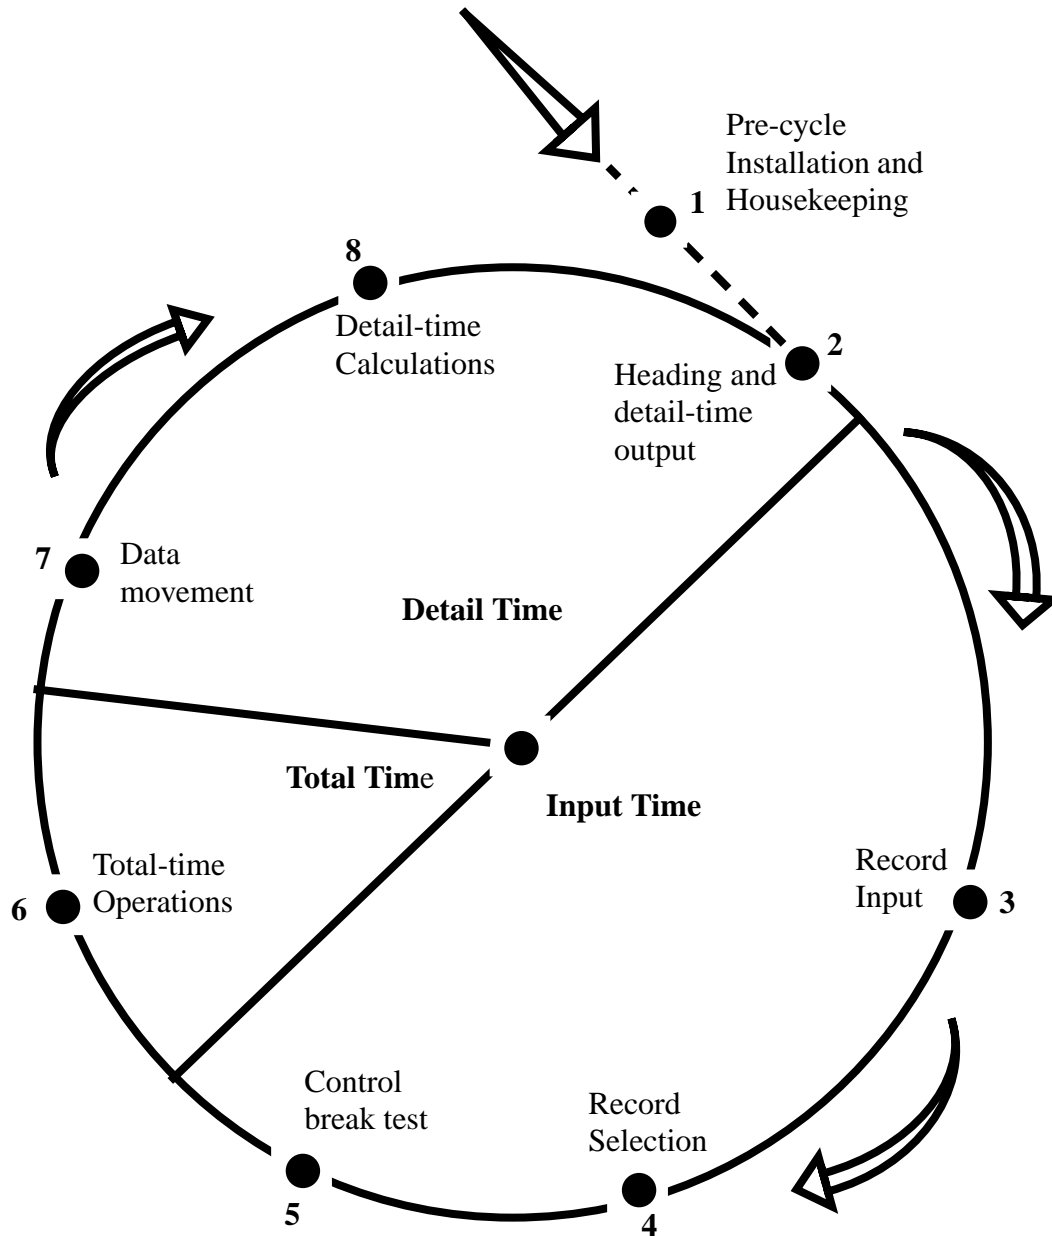 Pre-cycle
Installation and
Housekeeping
1
8
Detail-time
Calculations
2
Heading and
detail-time
output
7
Data
movement
Detail Time
Total Time
Input Time
Record
Input
3
Total-time
Operations
6
Control
break test
5
Record
Selection
4